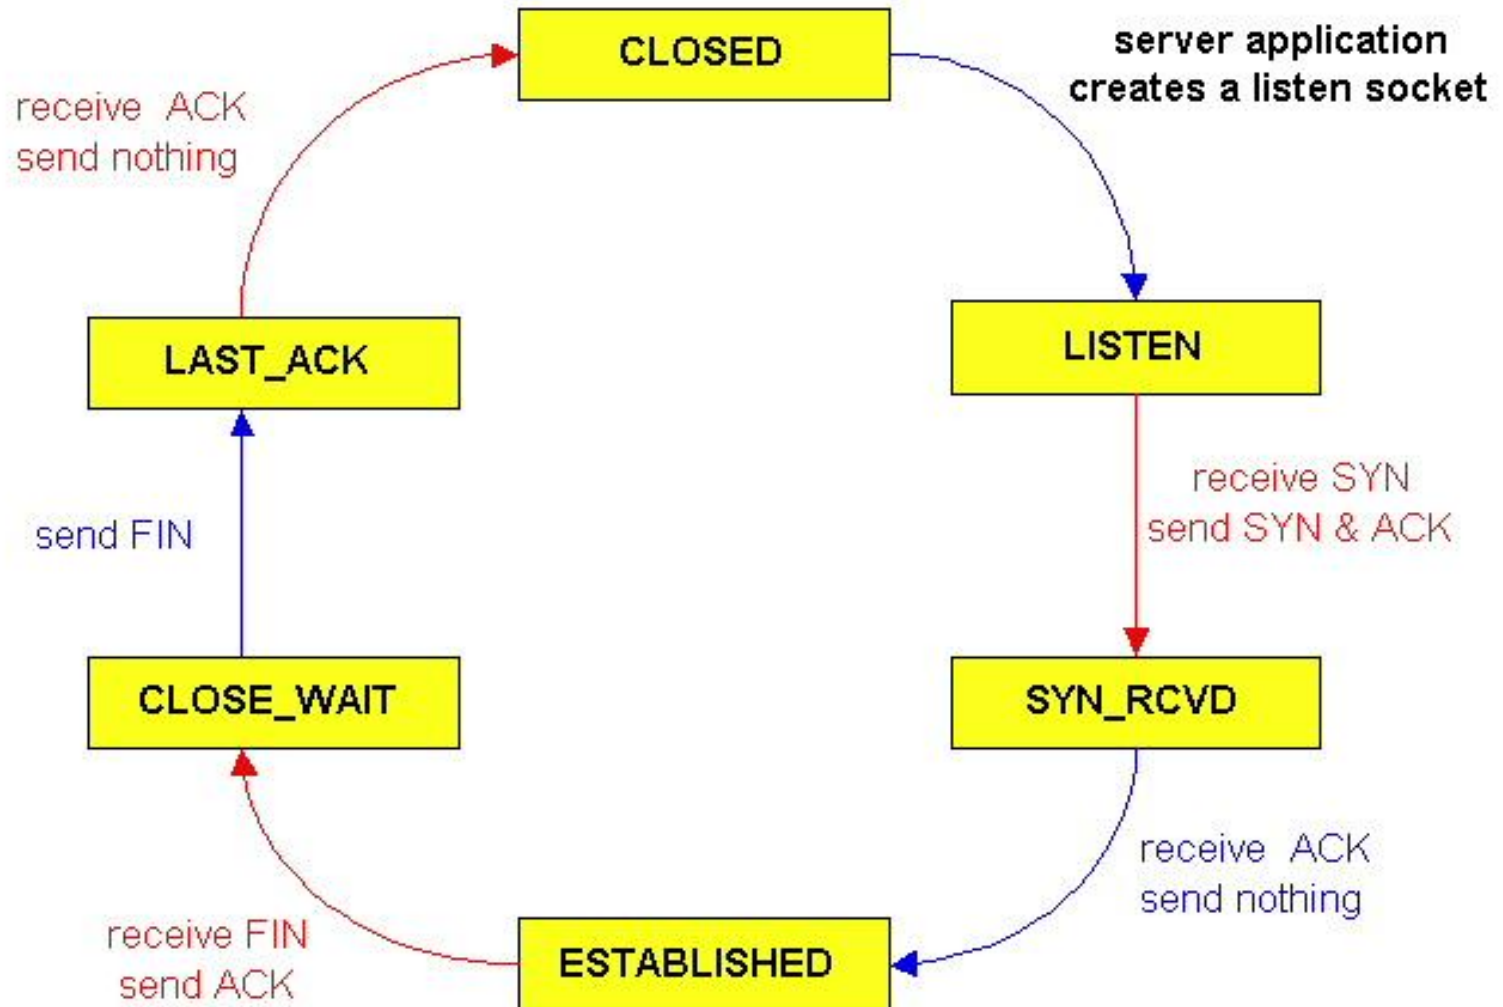 CLOSED
server application
creates a listen socket
receive ACK
send nothing
LISTEN
LAST_ACK
receive SYN
send SYN & ACK
send FIN
CLOSE_WAIT
SYN_RCVD
receive ACK
send nothing
receive FIN
send ACK
ESTABLISHED